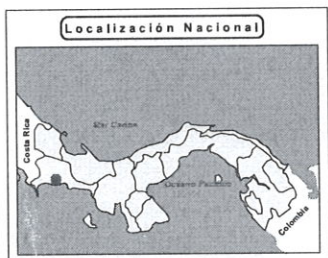 Localización Nacional
Costa Rica
Mar Caribe
Océano Pacífico
Colombia